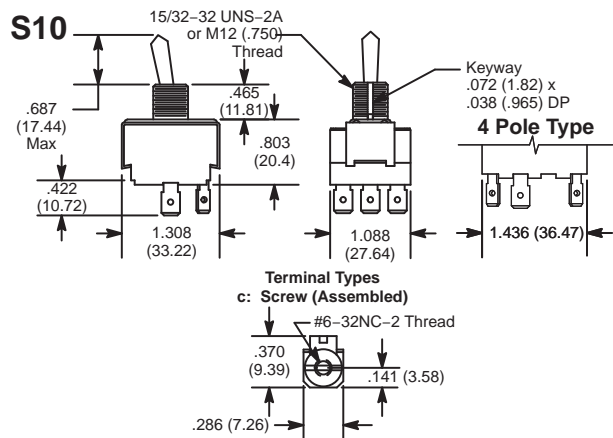 S10
15/32−32 UNS−2A
or M12 (.750)
Thread
.687
(17.44)
Max
.465
(11.81)
.803
(20.4)
.422
(10.72)
1.308
(33.22)
Keyway
.072 (1.82) x
.038 (.965) DP
4 Pole Type
1.088
(27.64)
1.436 (36.47)
Terminal Types
c: Screw (Assembled)
#6−32NC−2 Thread
.370
(9.39)
.141 (3.58)
.286 (7.26)